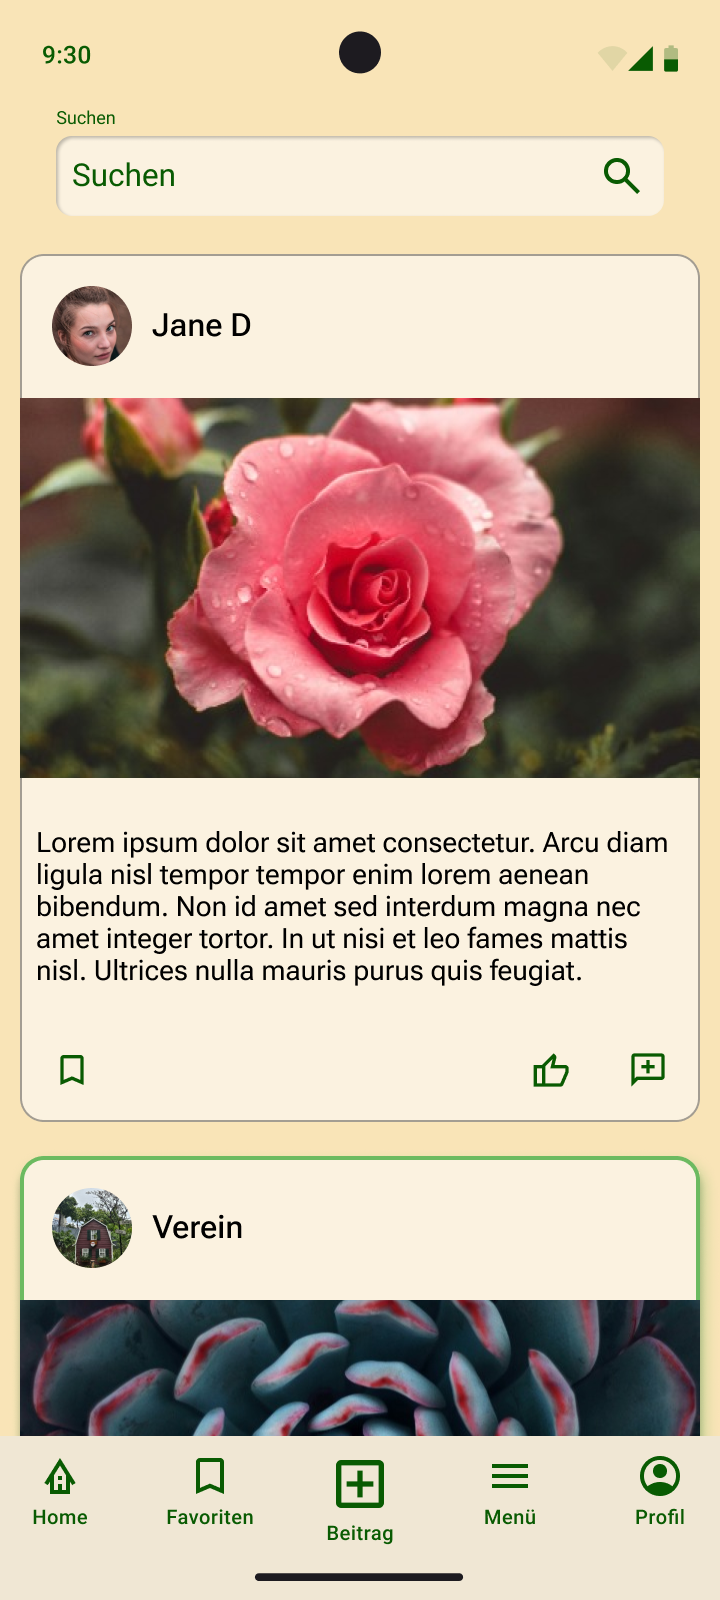 9:30
Suchen
Suchen
Jane D
Lorem ipsum dolor sit amet consectetur. Arcu diam
ligula nisl tempor tempor enim lorem aenean
bibendum. Non id amet sed interdum magna nec
amet integer tortor. In ut nisi et leo fames mattis
nisl. Ultrices nulla mauris purus quis feugiat.
Verein
Home
Favoriten
Beitrag
Menü
Profil